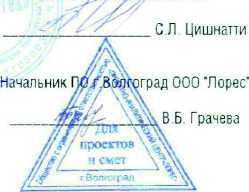 С.Л. Цишнатти
Начальник ПО г.Волгоград ООО "Лорес"
В.Б. Грачева
Для
проектов
и смет
г.Волгоград